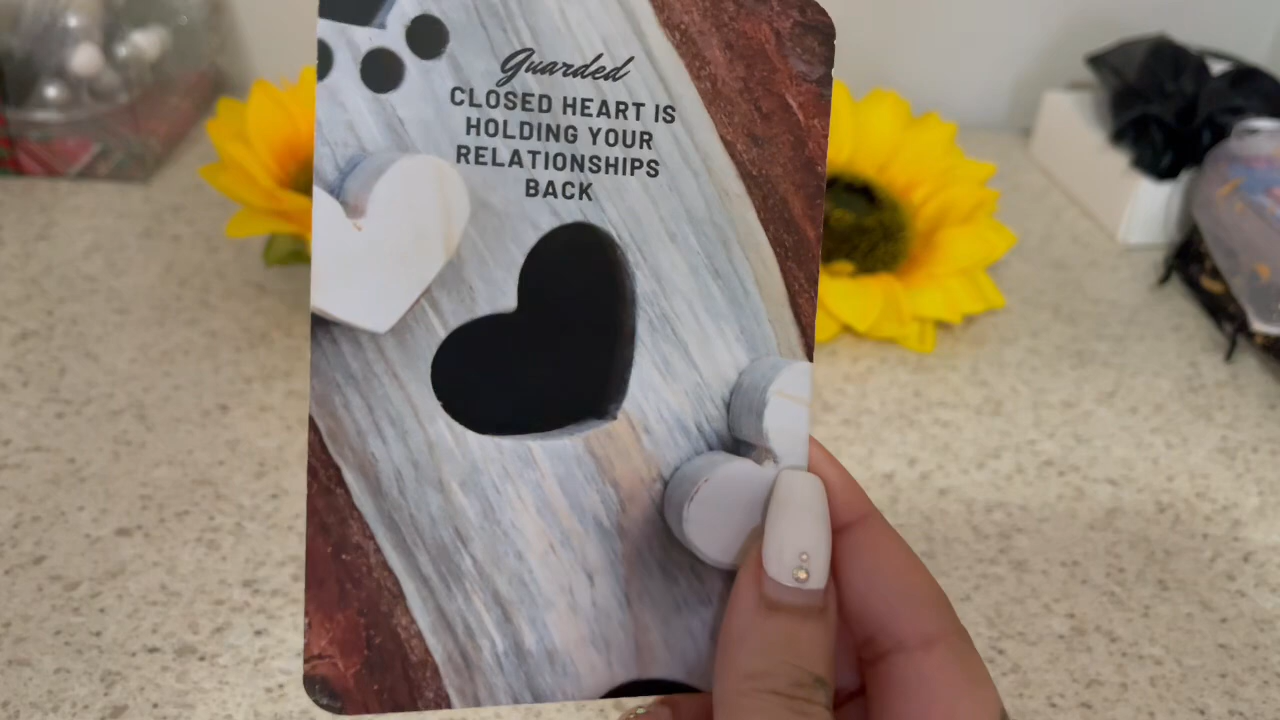 Guarded
CLOSED HEART IS
HOLDING YOUR
RELATIONSHIPS
BACK